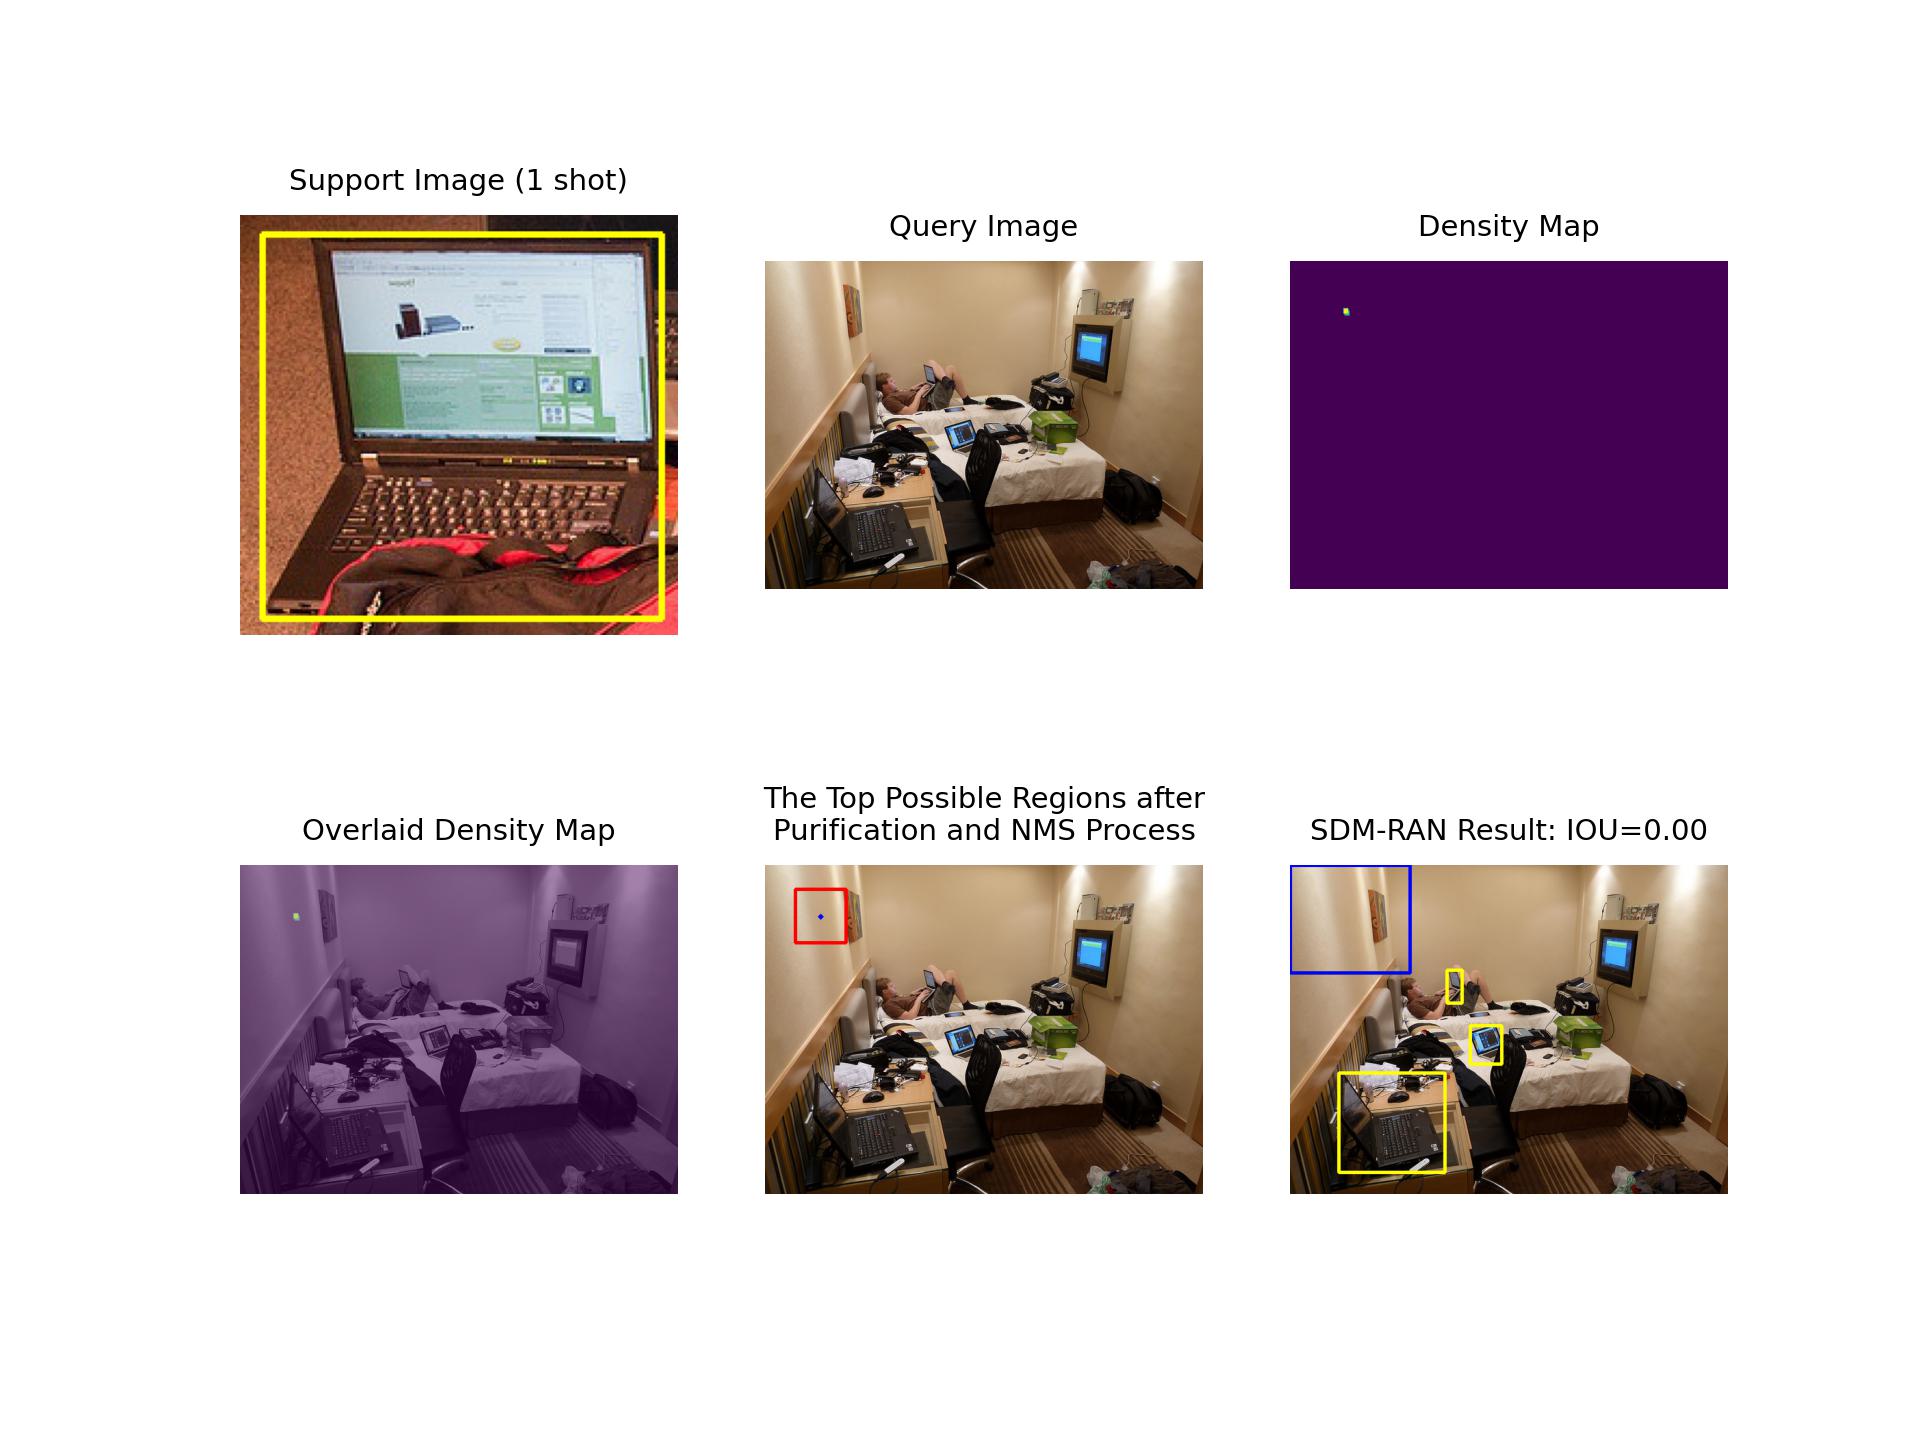 Support Image (1 shot)
Query Image
Density Map
woot!
Overlaid Density Map
The Top Possible Regions after
Purification and NMS Process
SDM-RAN Result: IOU=0.00